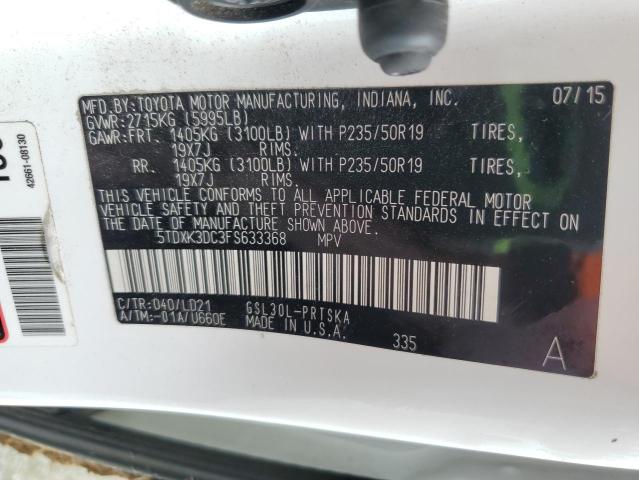 MFD.BY:TOYOTA MOTOR MANUFACTURING, INDIANA, INC. 07/15
GVWR:2715KG (5995LB)
GAWR:FRT. 1405KG (3100LB) WITH P235/50R19 TIRES,
19X7J RIMS.
RR. 1405KG (3100LB) WITH P235/50R19 TIRES,
19X7J RIMS.
THIS VEHICLE CONFORMS TO ALL APPLICABLE FEDERAL MOTOR
VEHICLE SAFETY AND THEFT PREVENTION STANDARDS IN EFFECT ON
THE DATE OF MANUFACTURE SHOWN ABOVE.
5TDXK3DC3FS633368 MPV
C/TR:040/LD21 GSL30L-PRTSKA
A/TM:-01A/U660E MADE IN U.S.A. 335 A
42661-08130